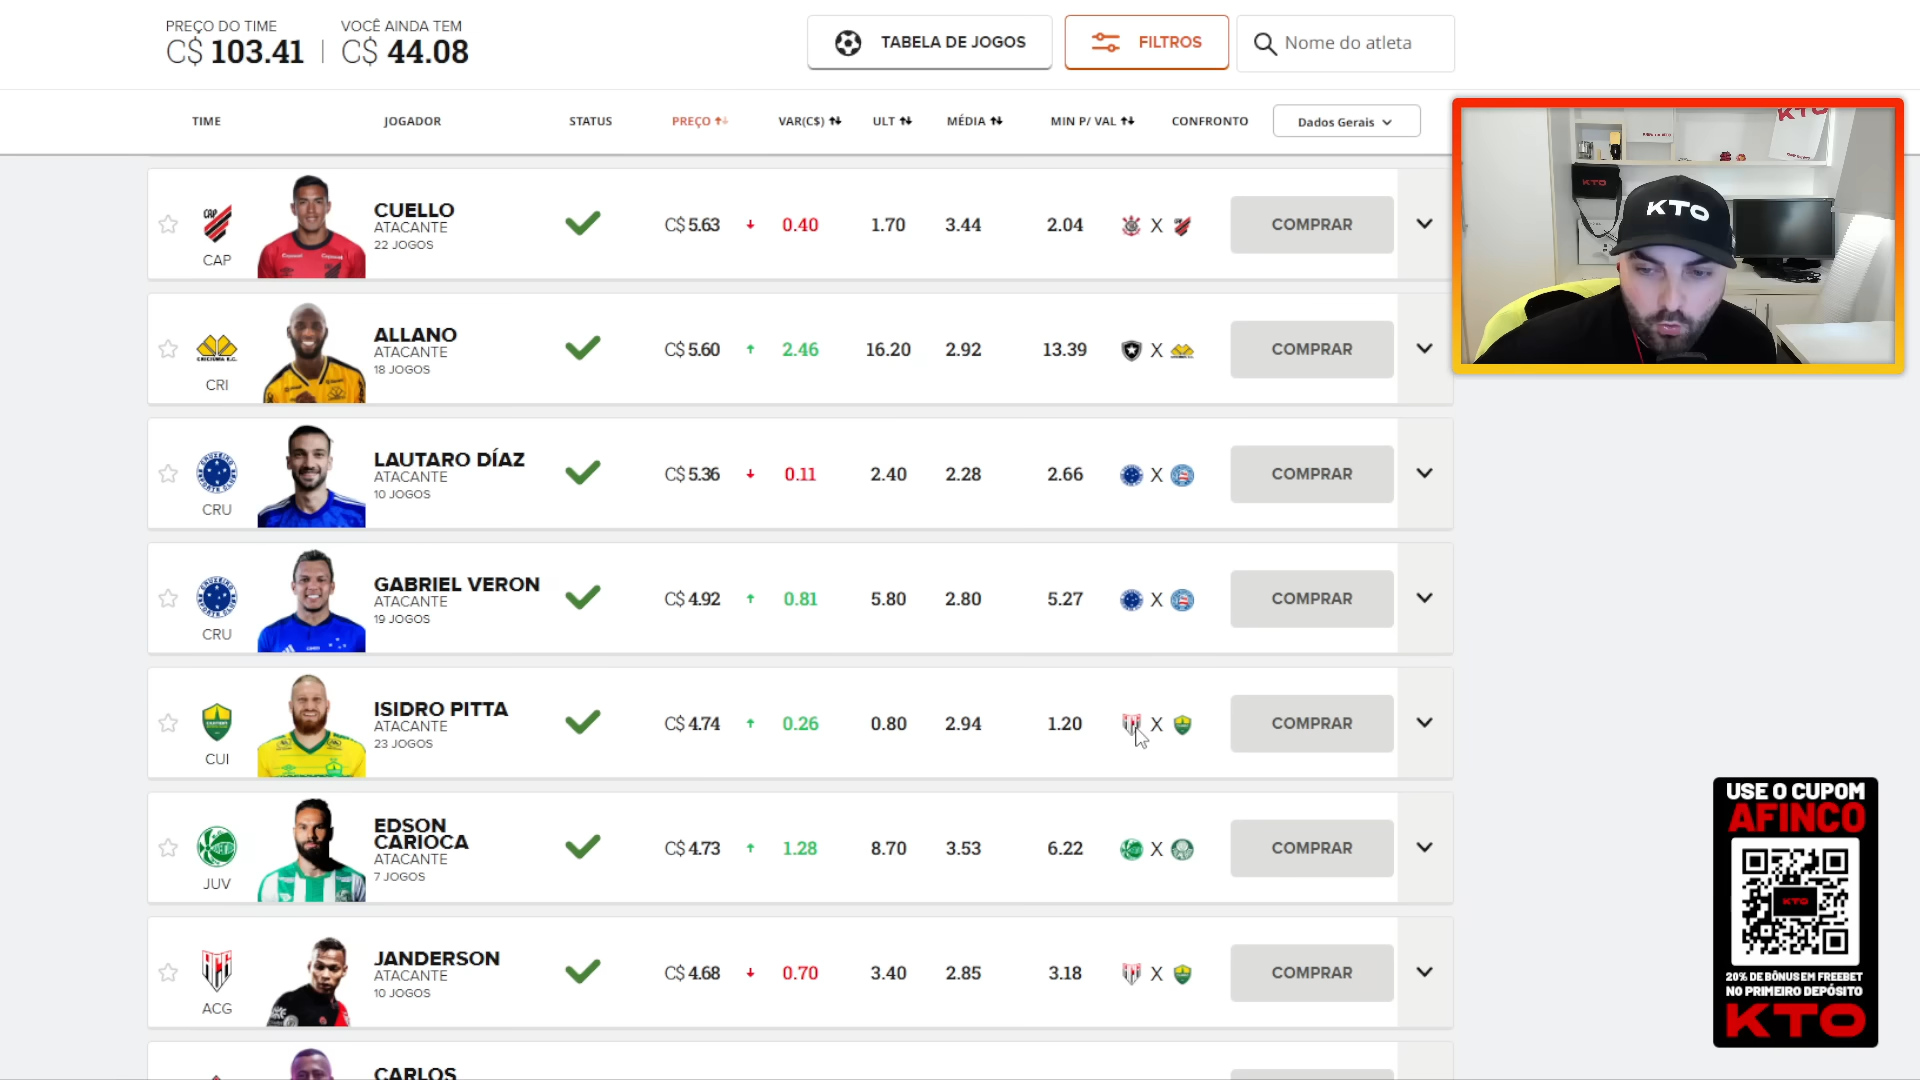 PREÇO DO TIME
C$ 103.41
VOCÊ AINDA TEM
C$ 44.08
TABELA DE JOGOS
FILTROS
Nome do atleta
TIME JOGADOR STATUS PREÇO VAR(C$) ULT MÉDIA MIN P/ VAL CONFRONTO Dados Gerais
CAP
CUELLO
ATACANTE
22 JOGOS
C$ 5.63 0.40 1.70 3.44 2.04 X COMPRAR
CRI
ALLANO
ATACANTE
18 JOGOS
C$ 5.60 2.46 16.20 2.92 13.39 X COMPRAR
CRU
LAUTARO DÍAZ
ATACANTE
10 JOGOS
C$ 5.36 0.11 2.40 2.28 2.66 X COMPRAR
CRU
GABRIEL VERON
ATACANTE
19 JOGOS
C$ 4.92 0.81 5.80 2.80 5.27 X COMPRAR
CUI
ISIDRO PITTA
ATACANTE
23 JOGOS
C$ 4.74 0.26 0.80 2.94 1.20 X COMPRAR
JUV
EDSON
CARIOCA
ATACANTE
7 JOGOS
C$ 4.73 1.28 8.70 3.53 6.22 X COMPRAR
ACG
JANDERSON
ATACANTE
10 JOGOS
C$ 4.68 0.70 3.40 2.85 3.18 X COMPRAR
CARLOS
KTO
KTO
KTO
USE O CUPOM
AFINCO
KTO
20% DE BÔNUS EM FREEBET
NO PRIMEIRO DEPÓSITO
KTO